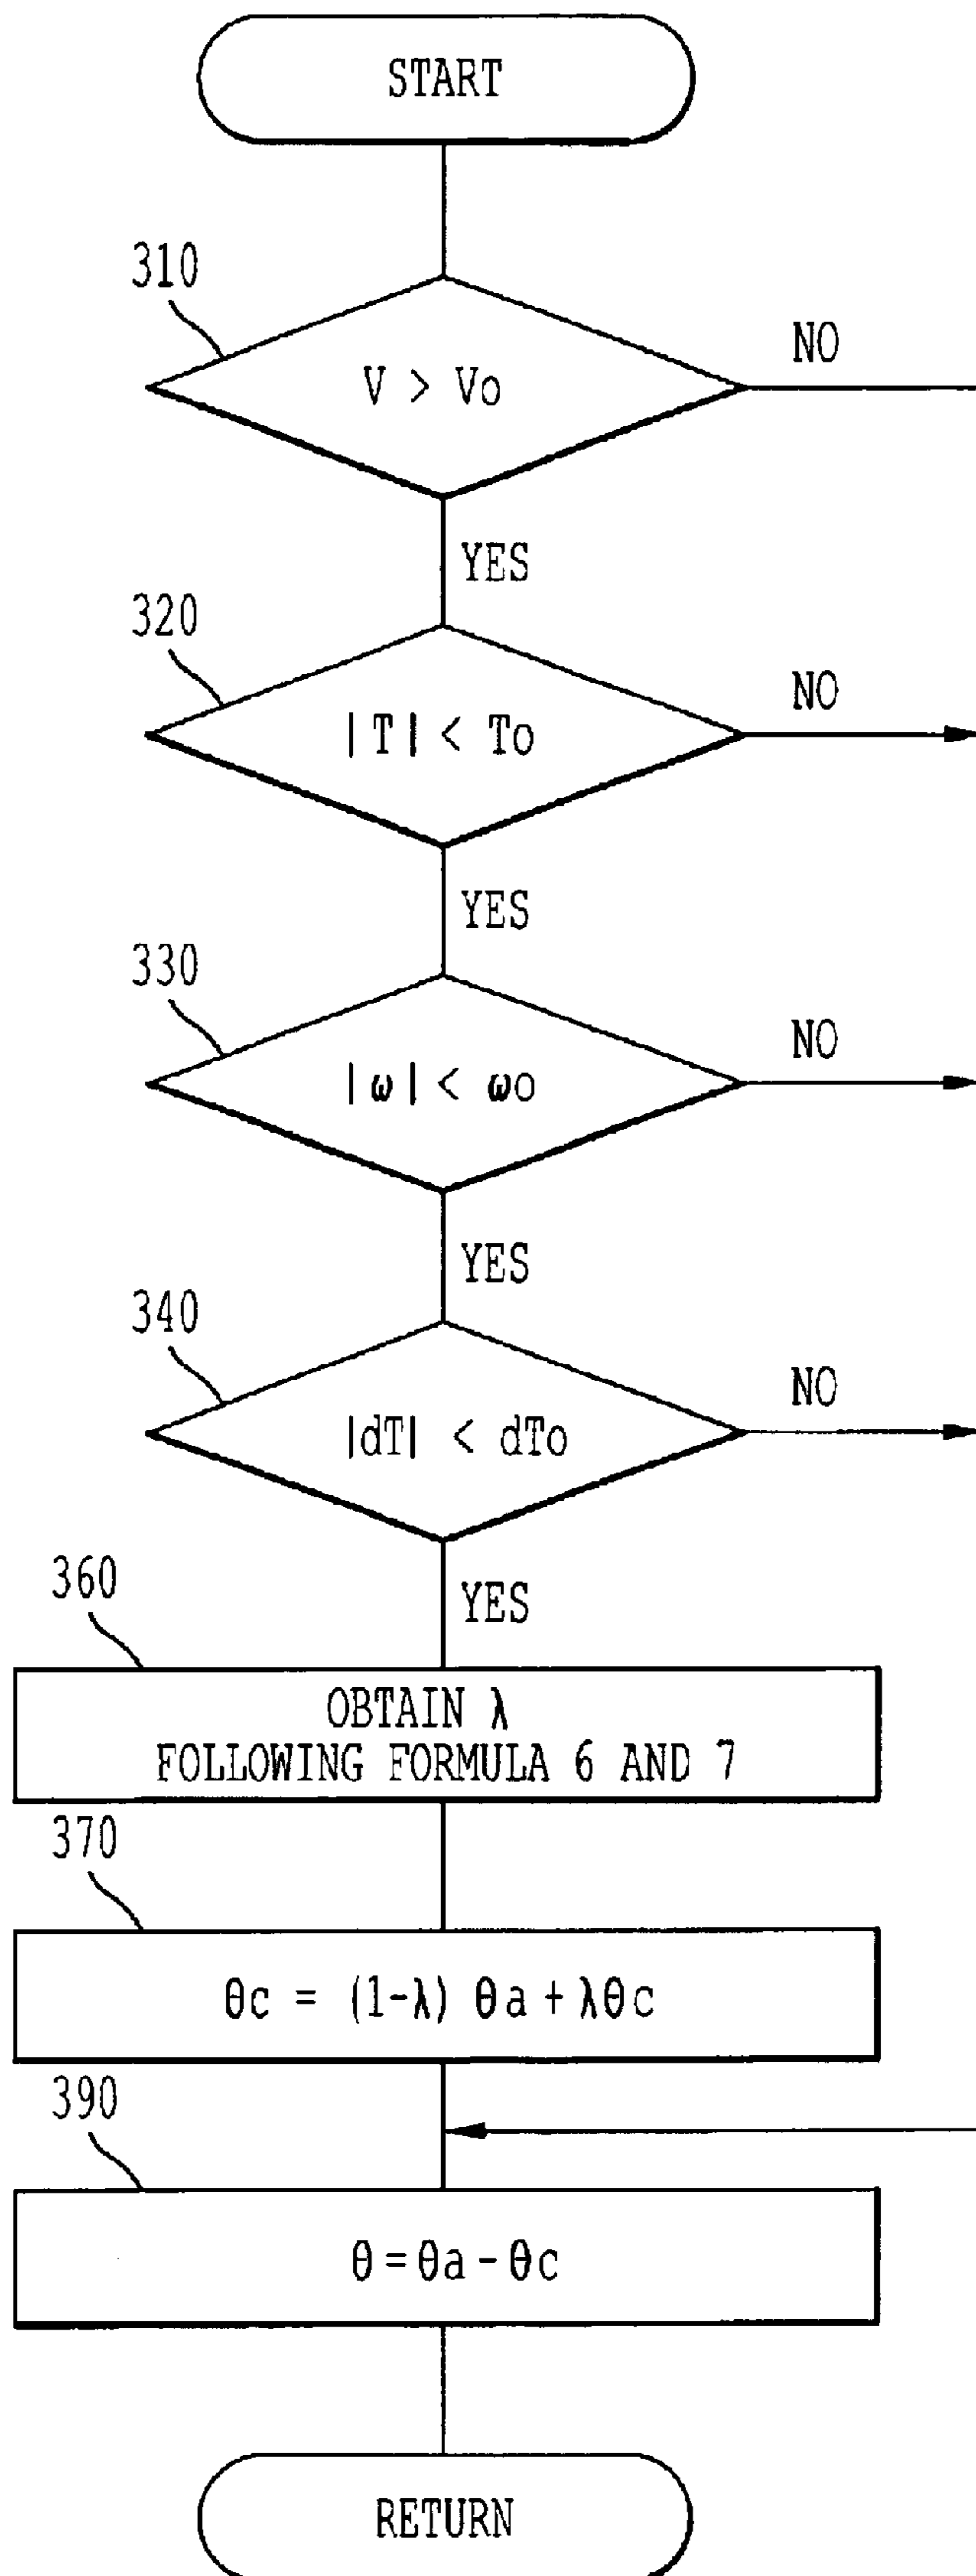 START
310
V > Vo
NO
YES
320
|T| < To
NO
YES
330
|ω| < ωo
NO
YES
340
|dT| < dTo
NO
YES
360
OBTAIN λ
FOLLOWING FORMULA 6 AND 7
370
θc = (1-λ) θa + λθc
390
θ = θa - θc
RETURN